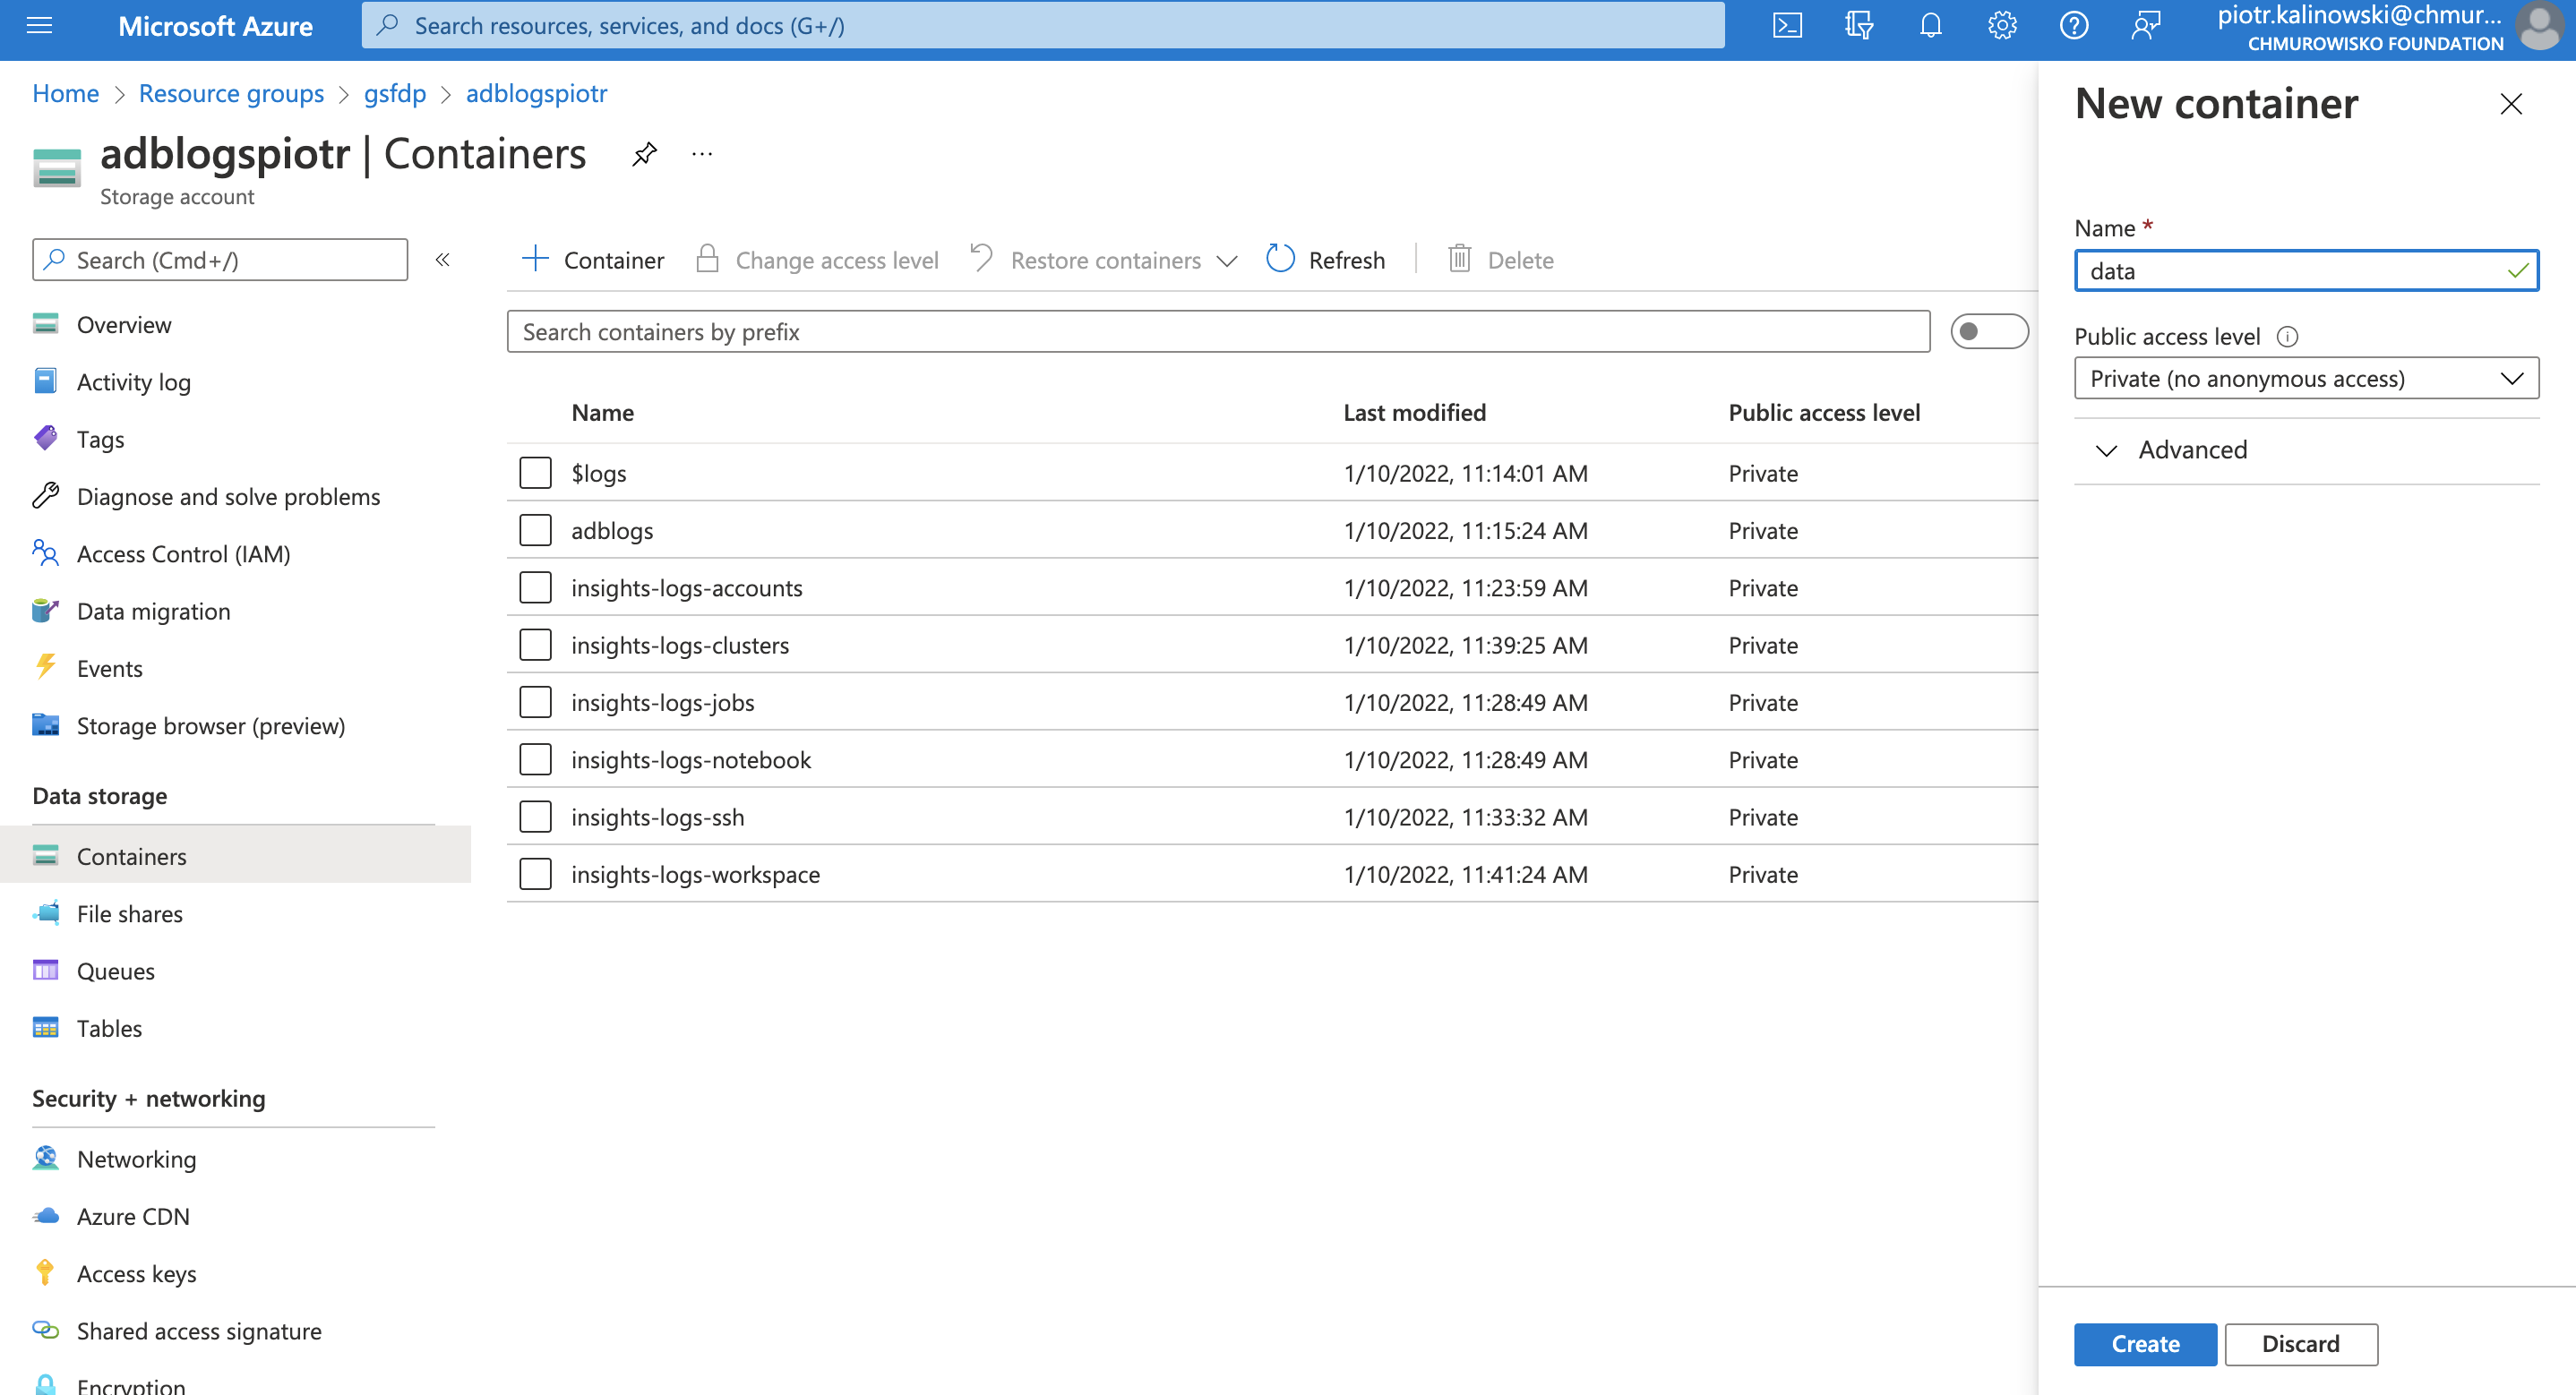 Microsoft Azure
Search resources, services, and docs (G+/)
piotr.kalinowski@chmur...
CHMUROWISKO FOUNDATION
Home > Resource groups > gsfdp > adblogspiotr
adblogspiotr | Containers
...
Storage account
Search (Cmd+/)
«
Overview
Activity log
Tags
Diagnose and solve problems
Access Control (IAM)
Data migration
Events
Storage browser (preview)
Data storage
Containers
File shares
Queues
Tables
Security + networking
Networking
Azure CDN
Access keys
Shared access signature
Encryption
+ Container Change access level Restore containers Refresh | Delete
Search containers by prefix
Name Last modified Public access level
$logs 1/10/2022, 11:14:01 AM Private
adblogs 1/10/2022, 11:15:24 AM Private
insights-logs-accounts 1/10/2022, 11:23:59 AM Private
insights-logs-clusters 1/10/2022, 11:39:25 AM Private
insights-logs-jobs 1/10/2022, 11:28:49 AM Private
insights-logs-notebook 1/10/2022, 11:28:49 AM Private
insights-logs-ssh 1/10/2022, 11:33:32 AM Private
insights-logs-workspace 1/10/2022, 11:41:24 AM Private
New container
Name *
data
Public access level
Private (no anonymous access)
Advanced
Create Discard